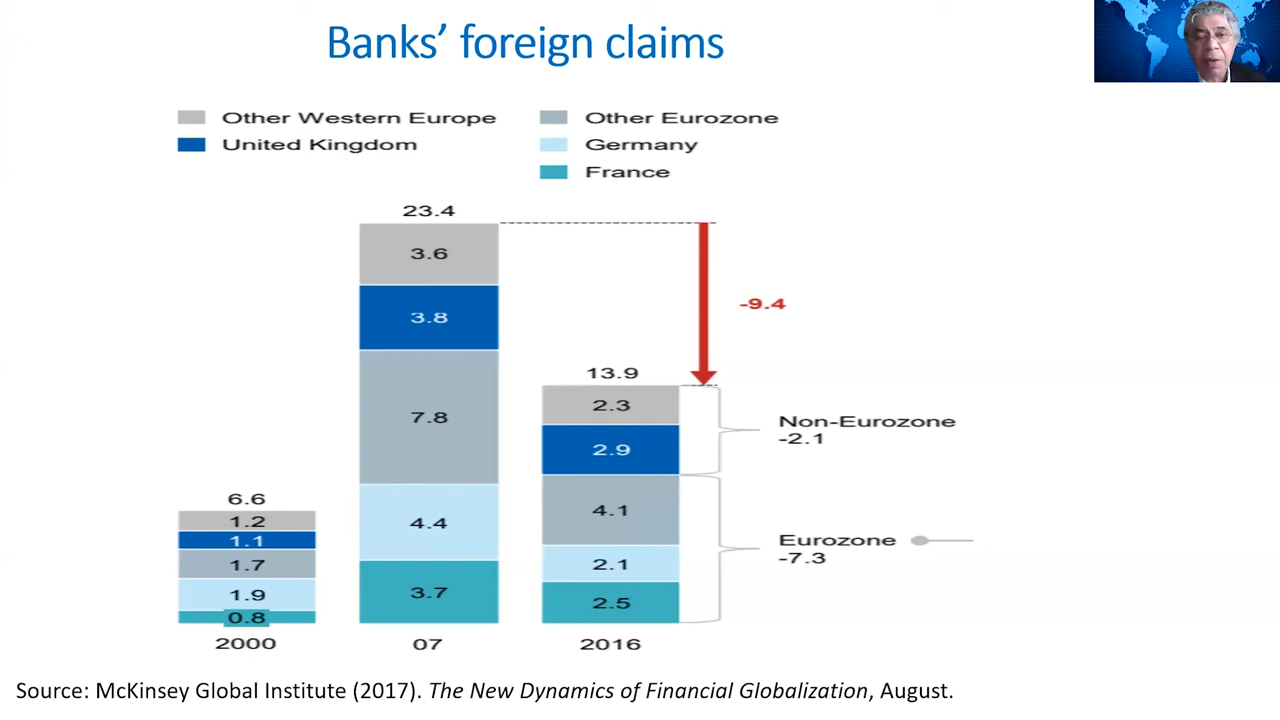 Banks’ foreign claims
Other Western Europe
United Kingdom
Other Eurozone
Germany
France
6.6
1.2
1.1
1.7
1.9
0.8
2000
23.4
3.6
3.8
7.8
4.4
3.7
07
13.9
2.3
2.9
4.1
2.1
2.5
2016
-9.4
Non-Eurozone
-2.1
Eurozone
-7.3
Source: McKinsey Global Institute (2017). The New Dynamics of Financial Globalization, August.